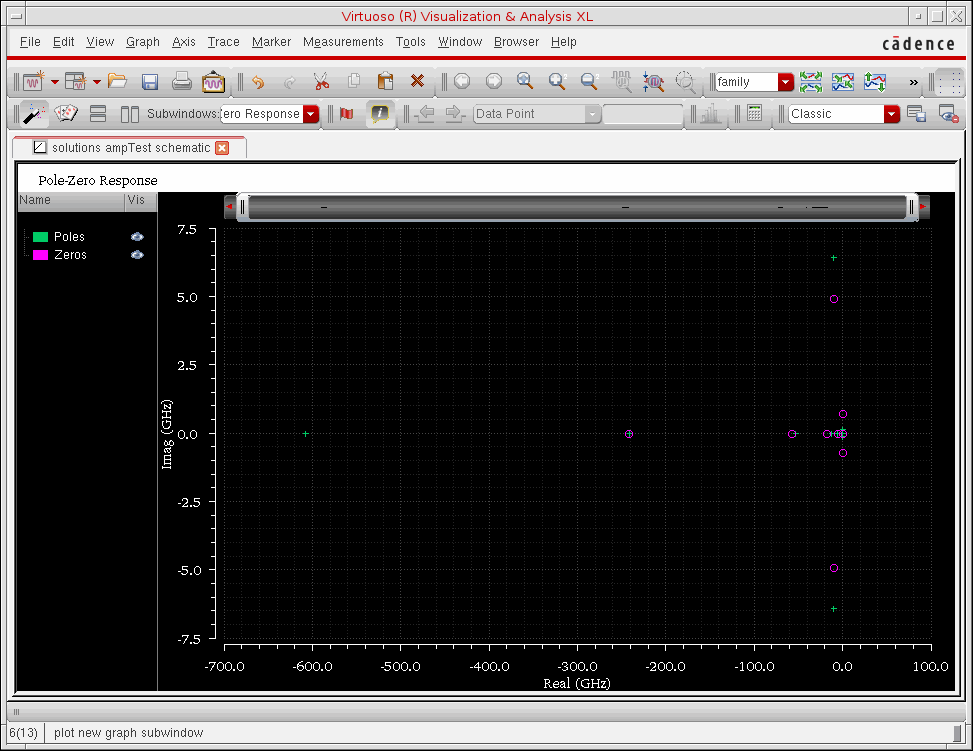 Virtuoso (R) Visualization & Analysis XL
File Edit View Graph Axis Trace Marker Measurements Tools Window Browser Help
cādence
family
»
Subwindows: ero Response
Data Point
Classic
solutions ampTest schematic
Pole-Zero Response
Name Vis
Poles
Zeros
7.5
5.0
2.5
0.0
-2.5
-5.0
-7.5
Imag (GHz)
-700.0 -600.0 -500.0 -400.0 -300.0 -200.0 -100.0 0.0 100.0
Real (GHz)
6(13) plot new graph subwindow